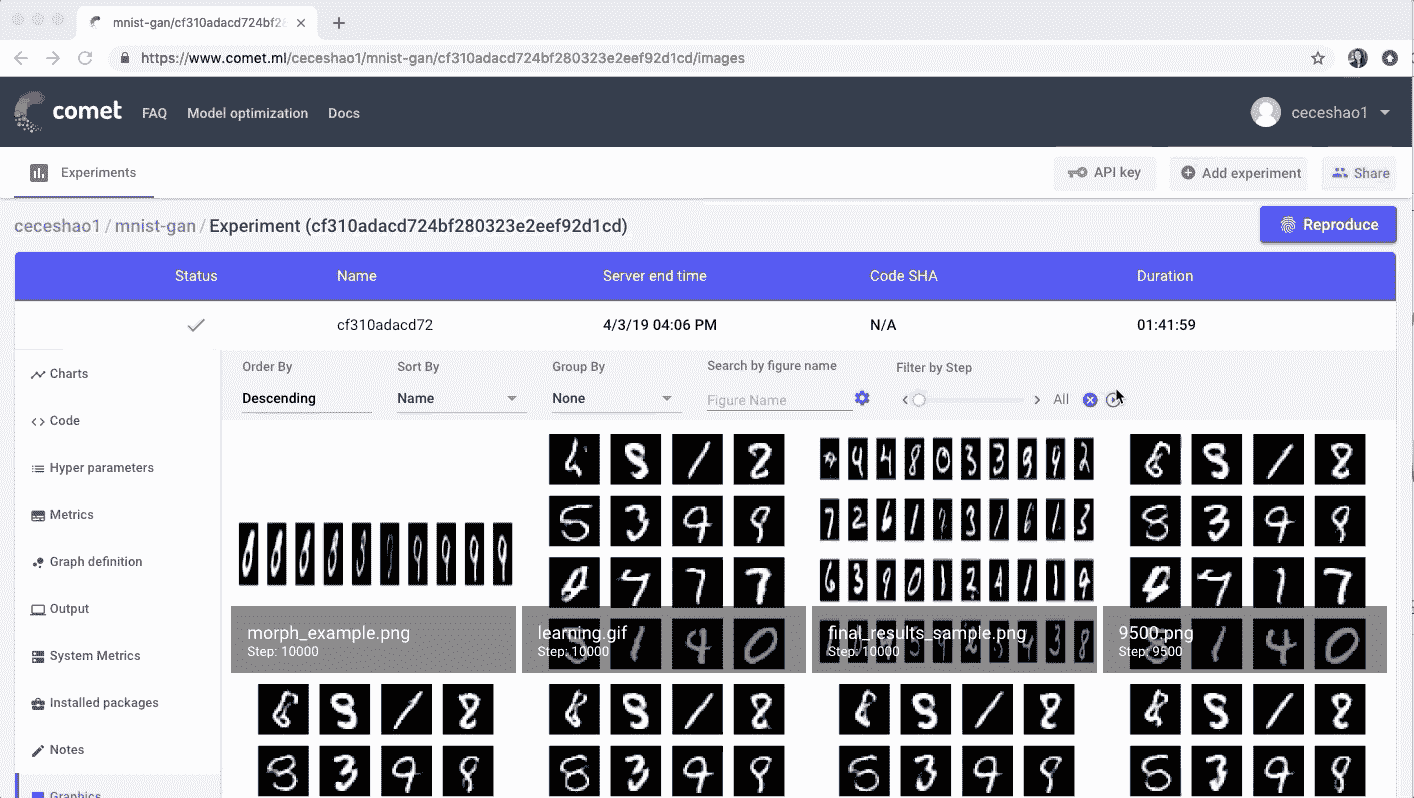 mnist-gan/cf310adacd724bf28
https://www.comet.ml/ceceshao1/mnist-gan/cf310adacd724bf280323e2eef92d1cd/images
comet FAQ Model optimization Docs ceceshao1
Experiments API key Add experiment Share
ceceshao1 / mnist-gan / Experiment (cf310adacd724bf280323e2eef92d1cd) Reproduce
Status Name Server end time Code SHA Duration
cf310adacd72 4/3/19 04:06 PM N/A 01:41:59
Order By Sort By Group By Search by figure name Filter by Step
Descending Name None Figure Name All
Charts
Code
Hyper parameters
Metrics
Graph definition
Output
System Metrics
Installed packages
Notes
Graphics
morph_example.png
Step: 10000
learning.gif
Step: 10000
final_results_sample.png
Step: 10000
9500.png
Step: 9500